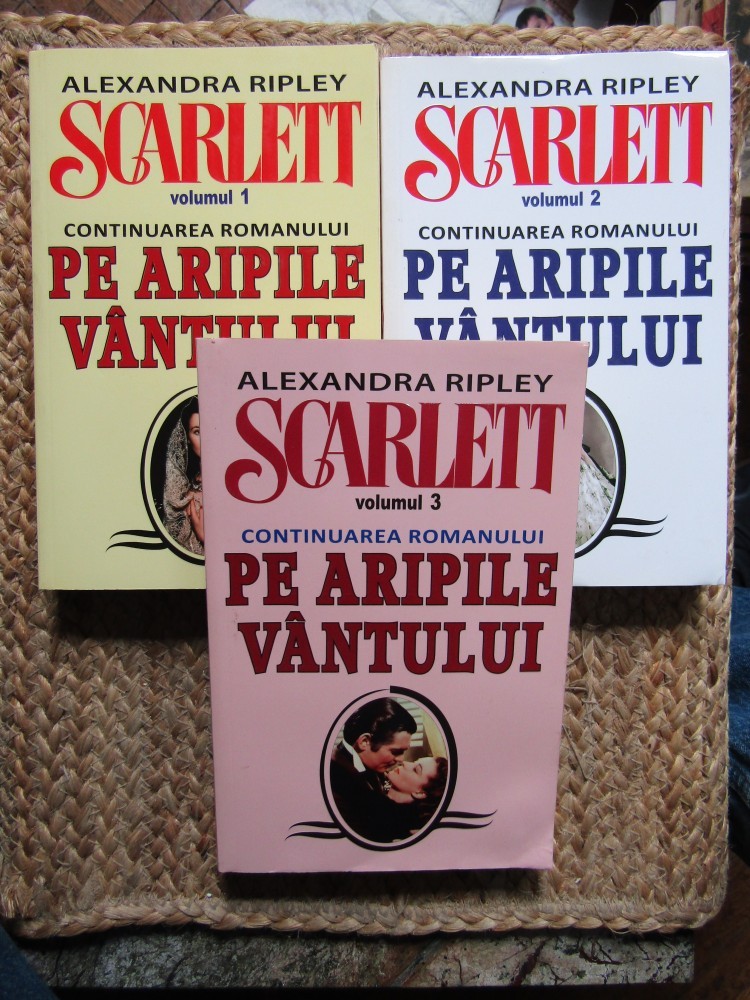 ALEXANDRA RIPLEY
SCARLETT
volumul 1
CONTINUAREA ROMANULUI
PE ARIPILE
VÂNTULUI
ALEXANDRA RIPLEY
SCARLETT
volumul 2
CONTINUAREA ROMANULUI
PE ARIPILE
VÂNTULUI
ALEXANDRA RIPLEY
SCARLETT
volumul 3
CONTINUAREA ROMANULUI
PE ARIPILE
VÂNTULUI